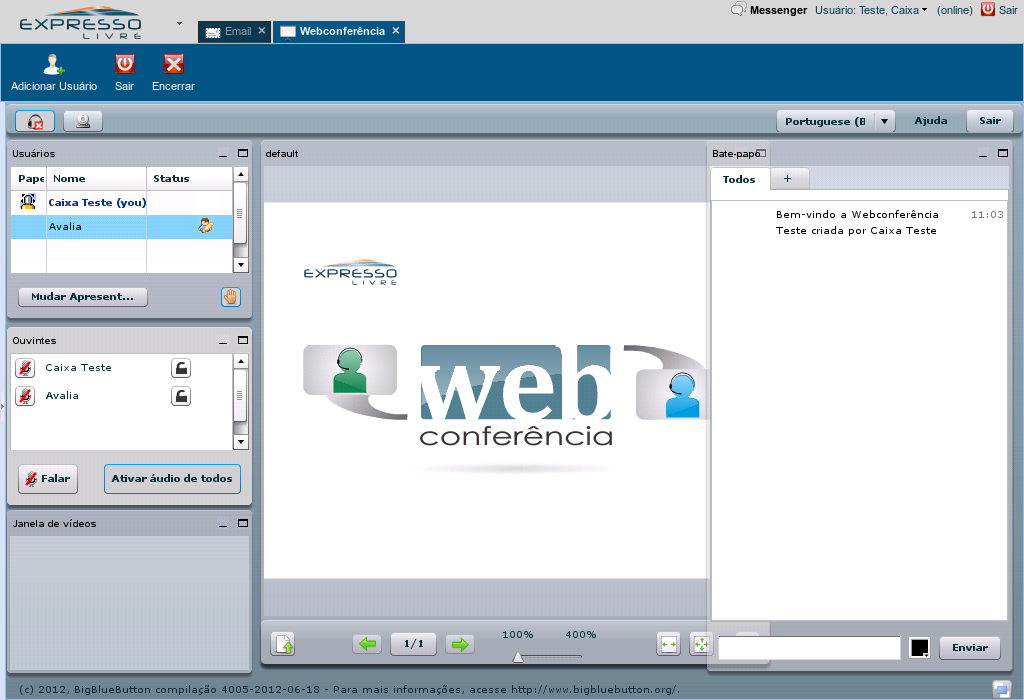 EXPRESSO
LIVRE
Email
Webconferência
Messenger
Usuário: Teste, Caixa
(online)
Sair
Adicionar Usuário
Sair
Encerrar
Portuguese (B
Ajuda
Sair
Usuários
Pape
Nome
Status
Caixa Teste (you)
Avalia
Mudar Apresent...
Ouvintes
Caixa Teste
Avalia
Falar
Ativar áudio de todos
Janela de vídeos
default
EXPRESSO
LIVRE
web
conferência
1/1
100%
400%
Bate-papo
Todos
+
Bem-vindo a Webconferência
11:03
Teste criada por Caixa Teste
Enviar
(c) 2012, BigBlueButton compilação 4005-2012-06-18 - Para mais informações, acesse http://www.bigbluebutton.org/.